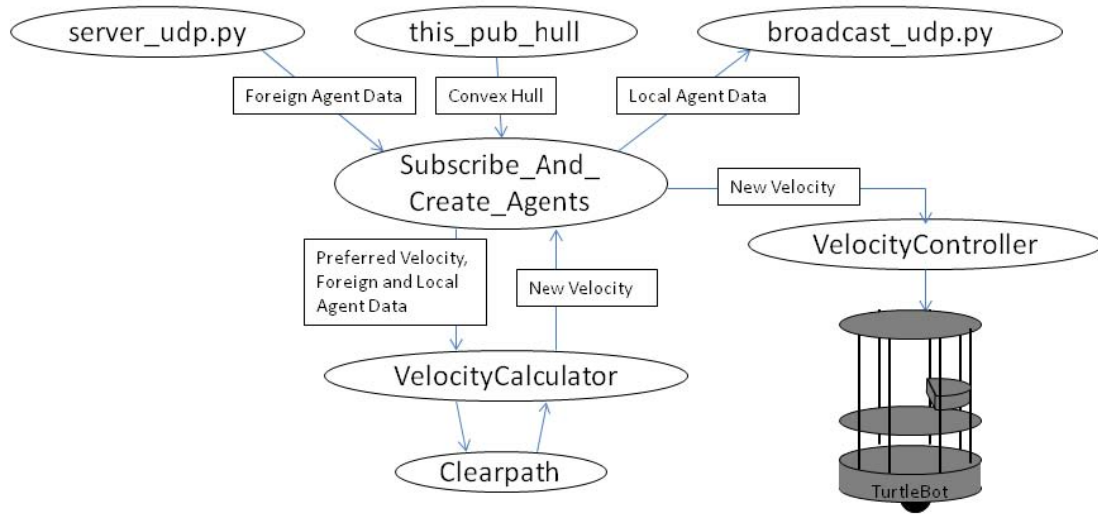 server_udp.py
this_pub_hull
broadcast_udp.py
Foreign Agent Data
Convex Hull
Local Agent Data
Subscribe_And_
Create_Agents
New Velocity
VelocityController
Preferred Velocity,
Foreign and Local
Agent Data
New Velocity
VelocityCalculator
Clearpath
TurtleBot